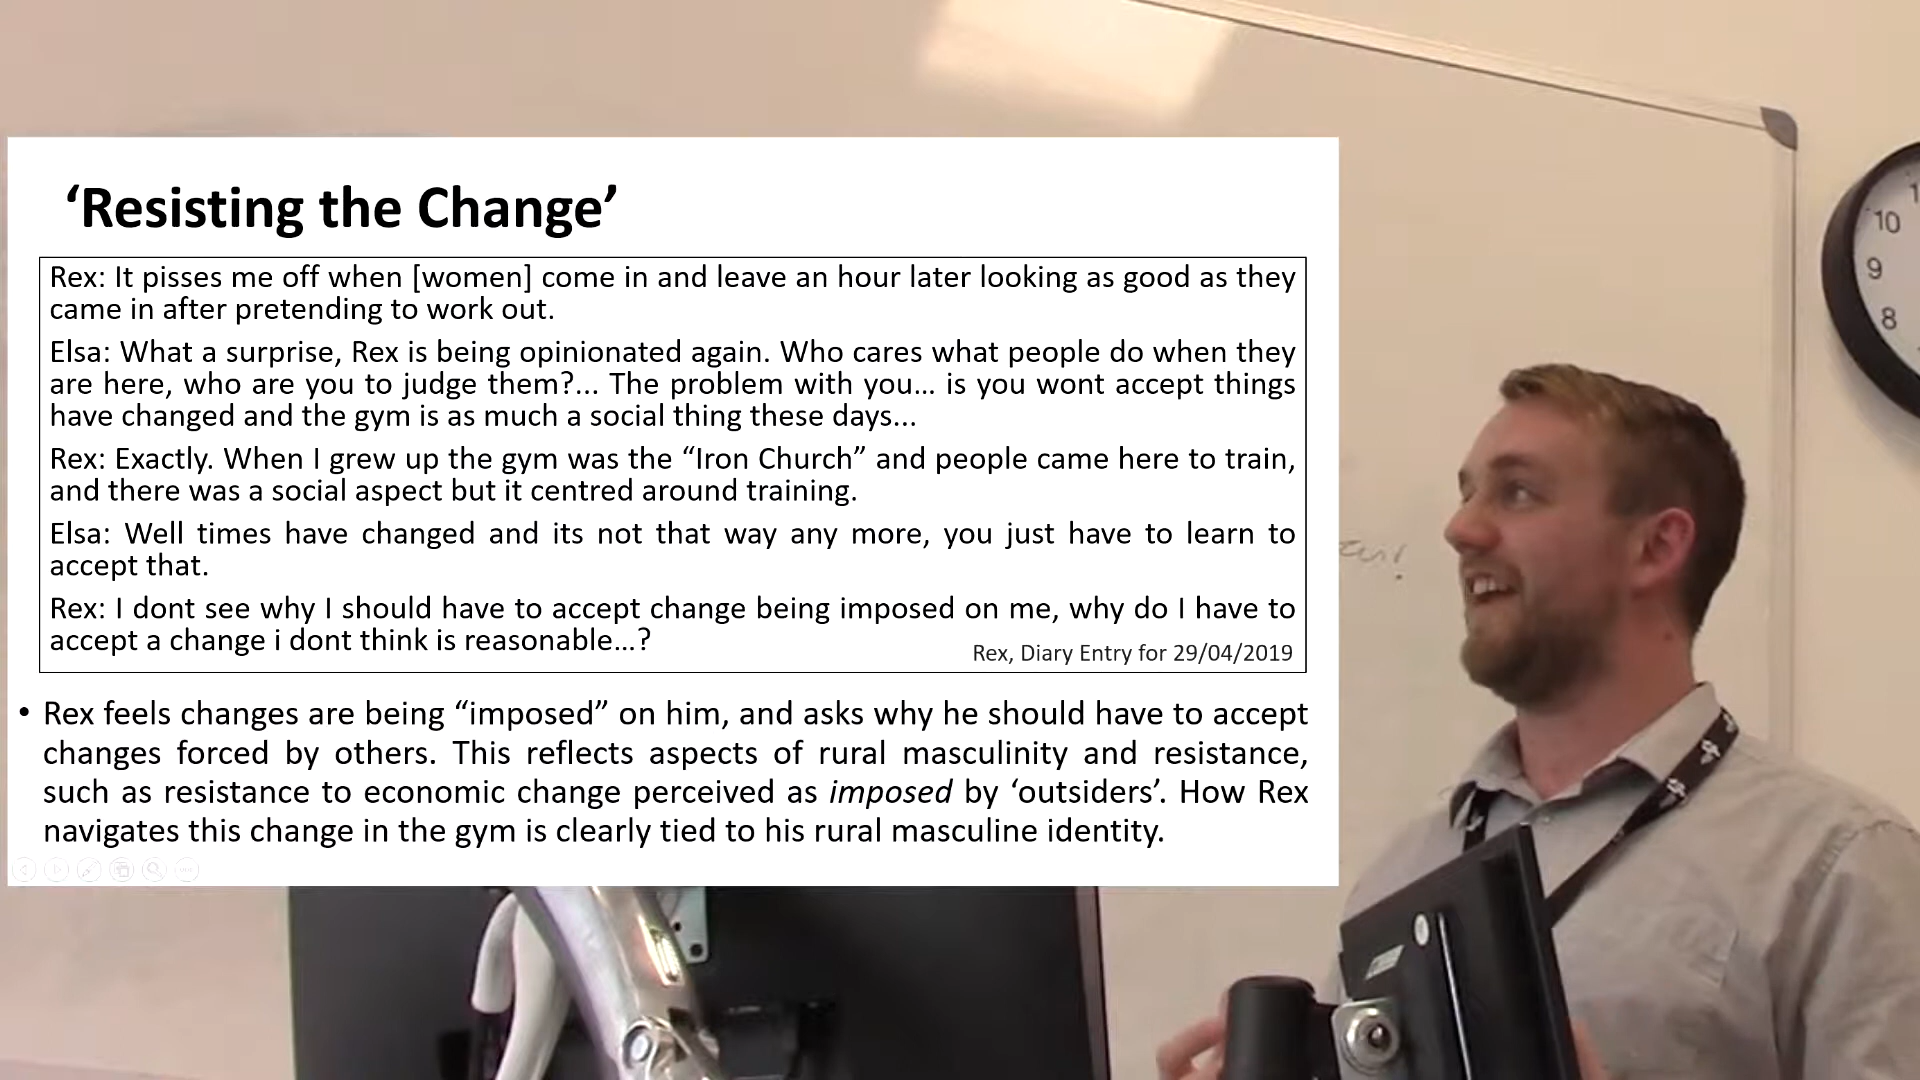 ‘Resisting the Change’
Rex: It pisses me off when [women] come in and leave an hour later looking as good as they
came in after pretending to work out.
Elsa: What a surprise, Rex is being opinionated again. Who cares what people do when they
are here, who are you to judge them?... The problem with you... is you wont accept things
have changed and the gym is as much a social thing these days...
Rex: Exactly. When I grew up the gym was the “Iron Church” and people came here to train,
and there was a social aspect but it centred around training.
Elsa: Well times have changed and its not that way any more, you just have to learn to
accept that.
Rex: I dont see why I should have to accept change being imposed on me, why do I have to
accept a change i dont think is reasonable...?
Rex, Diary Entry for 29/04/2019
• Rex feels changes are being “imposed” on him, and asks why he should have to accept
changes forced by others. This reflects aspects of rural masculinity and resistance,
such as resistance to economic change perceived as imposed by ‘outsiders’. How Rex
navigates this change in the gym is clearly tied to his rural masculine identity.
10
9
8